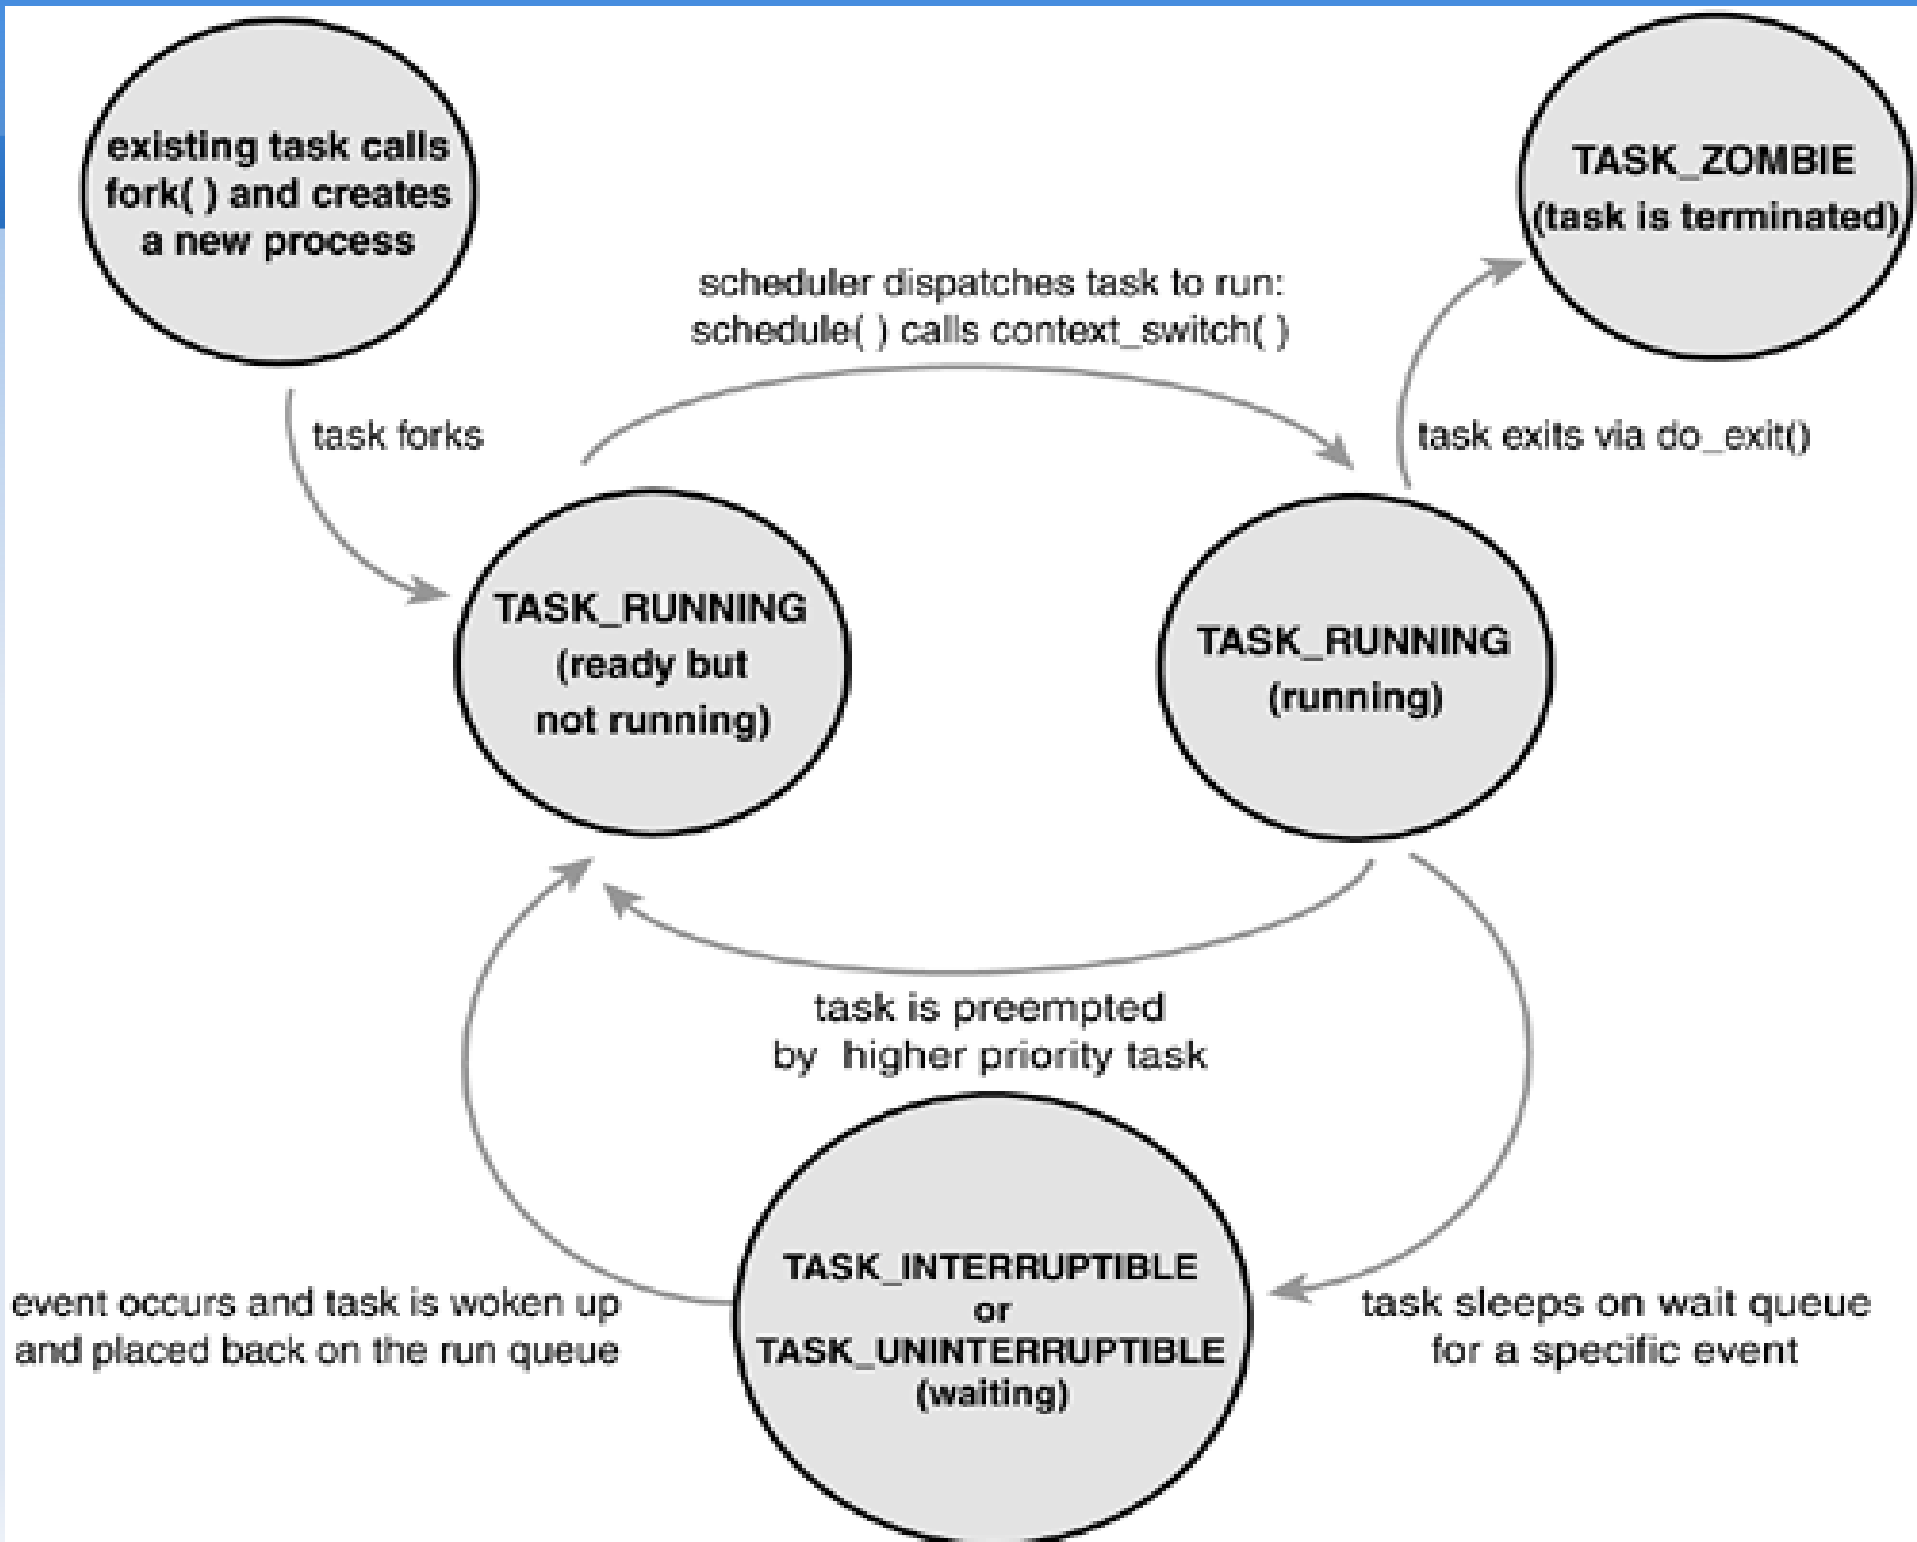 existing task calls
fork( ) and creates
a new process
TASK_ZOMBIE
(task is terminated)
scheduler dispatches task to run:
schedule( ) calls context_switch( )
task forks
task exits via do_exit()
TASK_RUNNING
(ready but
not running)
TASK_RUNNING
(running)
task is preempted
by higher priority task
event occurs and task is woken up
and placed back on the run queue
TASK_INTERRUPTIBLE
or
TASK_UNINTERRUPTIBLE
(waiting)
task sleeps on wait queue
for a specific event